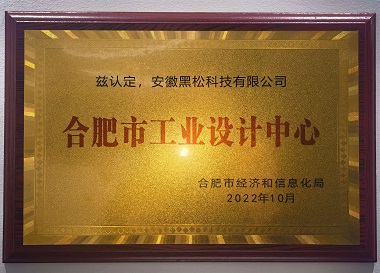 兹认定，安徽黑松科技有限公司
合肥市工业设计中心
合肥市经济和信息化局
2022年10月